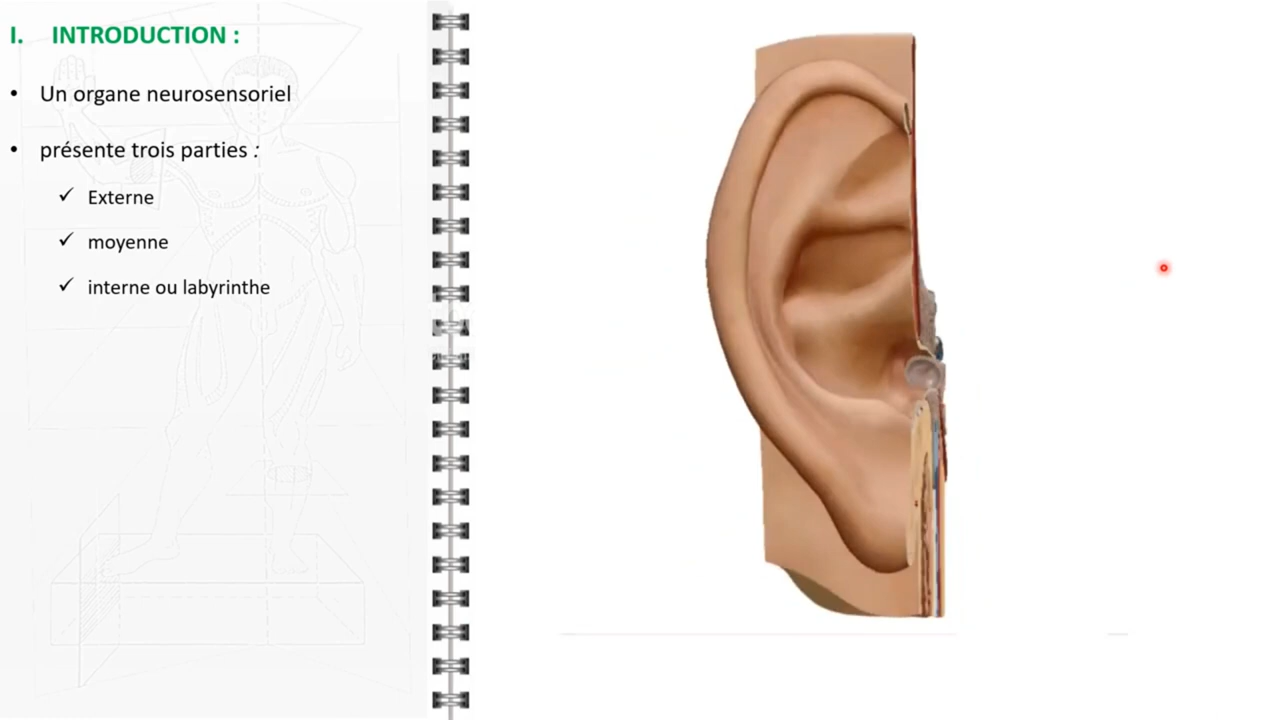 I. INTRODUCTION :
• Un organe neurosensoriel
• présente trois parties :
✓ Externe
✓ moyenne
✓ interne ou labyrinthe